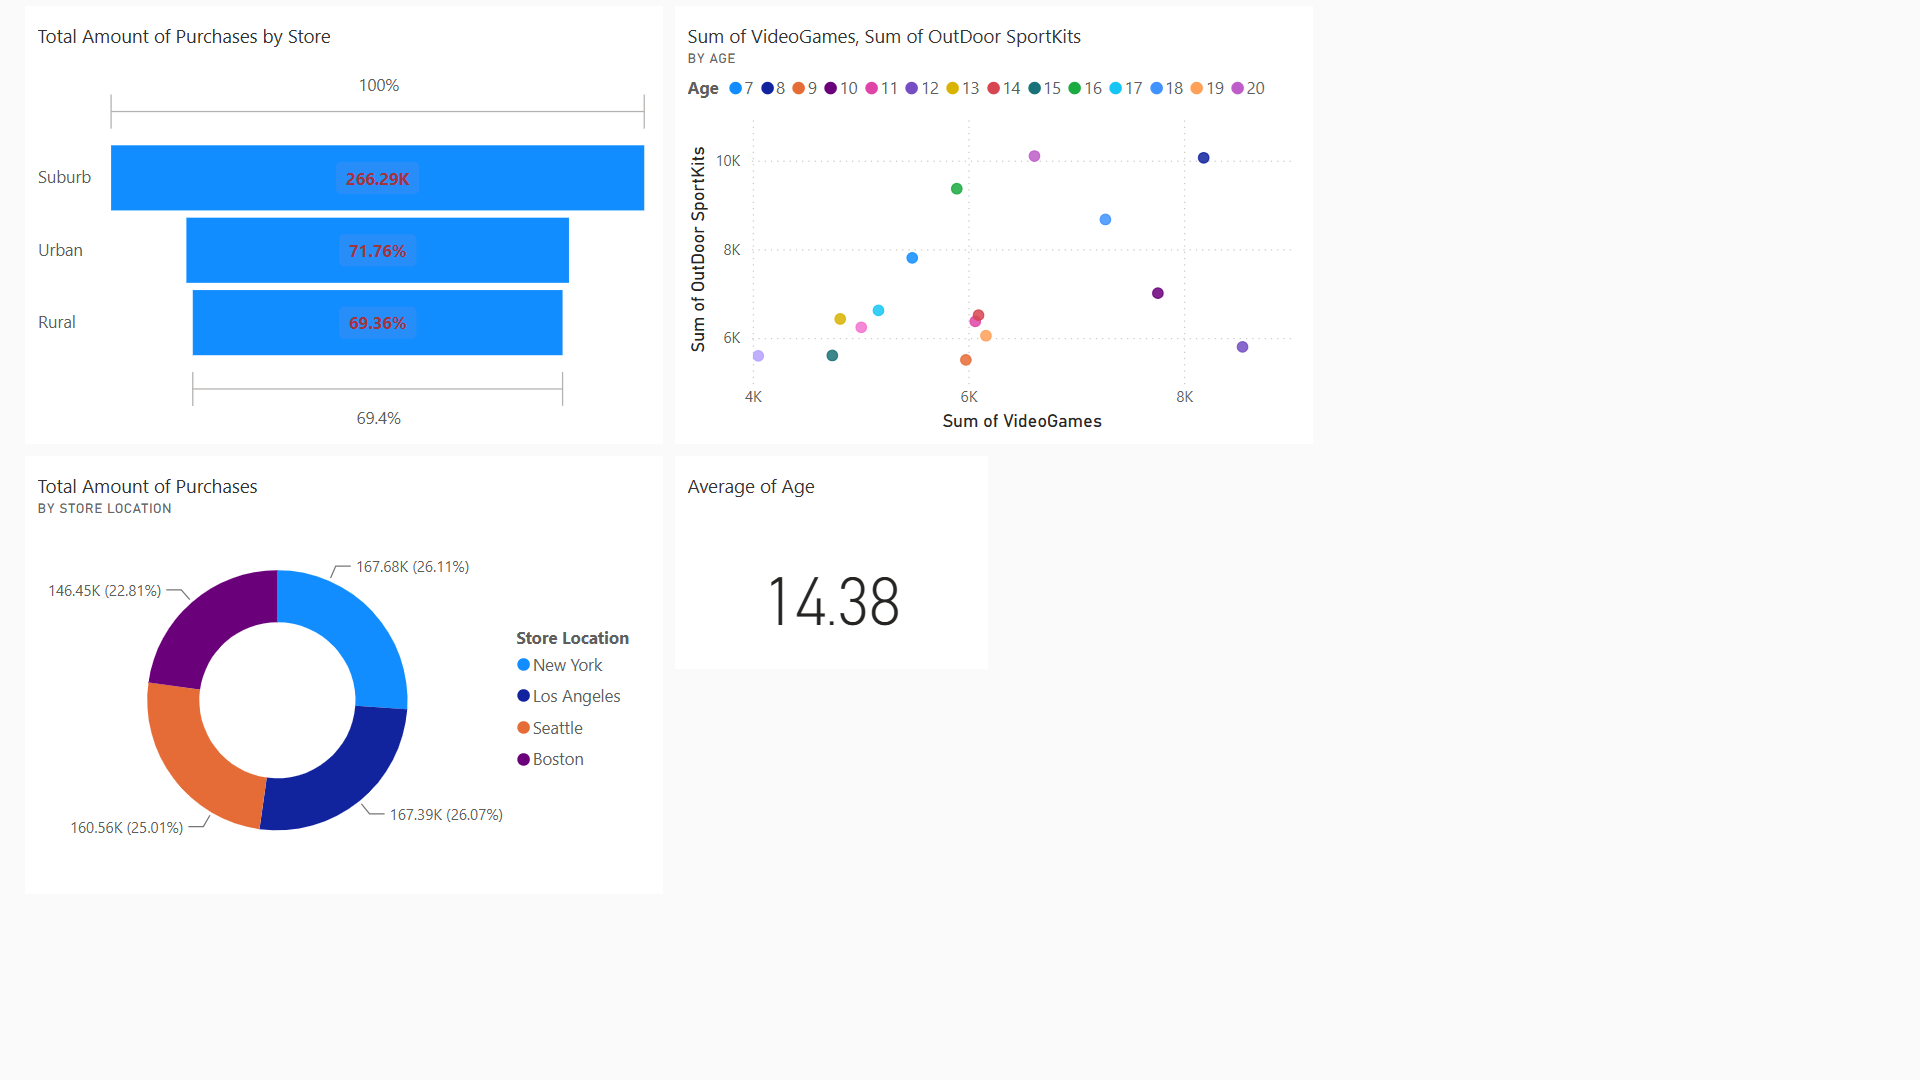 Total Amount of Purchases by Store
100%
Suburb 266.29K
Urban 71.76%
Rural 69.36%
69.4%
Sum of VideoGames, Sum of OutDoor SportKits
BY AGE
Age 7 8 9 10 11 12 13 14 15 16 17 18 19 20
Sum of OutDoor SportKits
10K
8K
6K
4K 6K 8K
Sum of VideoGames
Total Amount of Purchases
BY STORE LOCATION
167.68K (26.11%)
146.45K (22.81%)
160.56K (25.01%)
167.39K (26.07%)
Store Location
New York
Los Angeles
Seattle
Boston
Average of Age
14.38